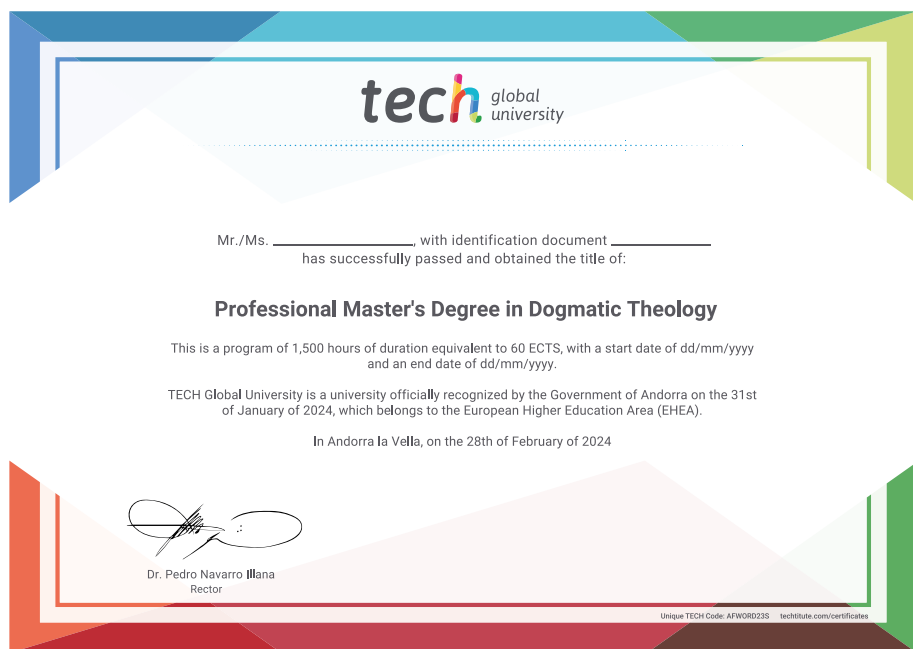 tech global
university
Mr./Ms. ____________________, with identification document ______________
has successfully passed and obtained the title of:
Professional Master's Degree in Dogmatic Theology
This is a program of 1,500 hours of duration equivalent to 60 ECTS, with a start date of dd/mm/yyyy
and an end date of dd/mm/yyyy.
TECH Global University is a university officially recognized by the Government of Andorra on the 31st
of January of 2024, which belongs to the European Higher Education Area (EHEA).
In Andorra la Vella, on the 28th of February of 2024
Dr. Pedro Navarro Illana
Rector
Unique TECH Code: AFWORD23S techtitute.com/certificates